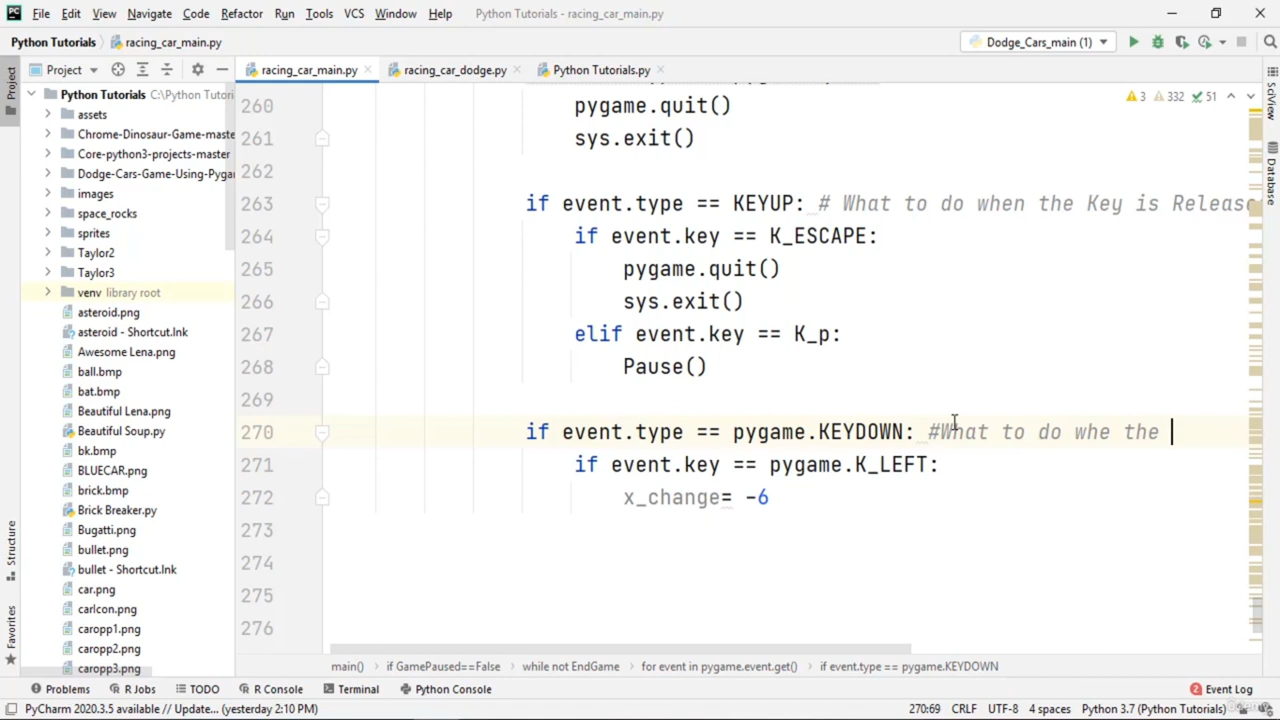 PC File Edit View Navigate Code Refactor Run Tools VCS Window Help Python Tutorials - racing_car_main.py
Python Tutorials racing_car_main.py Dodge_Cars_main (1)
Project racing_car_main.py racing_car_dodge.py Python Tutorials.py
Project
SciView
Database
Structure
Favorites
3 332 51
Python Tutorials C:\Python Tutori
assets
Chrome-Dinosaur-Game-maste
Core-python3-projects-master
Dodge-Cars-Game-Using-Pygar
images
space_rocks
sprites
Taylor2
Taylor3
venv library root
asteroid.png
asteroid - Shortcut.lnk
Awesome Lena.png
ball.bmp
bat.bmp
Beautiful Lena.png
Beautiful Soup.py
bk.bmp
BLUECAR.png
brick.bmp
Brick Breaker.py
Bugatti.png
bullet.png
bullet - Shortcut.lnk
car.png
carIcon.png
caropp1.png
caropp2.png
caropp3.png
260 pygame.quit()
261 sys.exit()
262
263 if event.type == KEYUP: # What to do when the Key is Release
264 if event.key == K_ESCAPE:
265 pygame.quit()
266 sys.exit()
267 elif event.key == K_p:
268 Pause()
269
270 if event.type == pygame.KEYDOWN: #What to do whe the
271 if event.key == pygame.K_LEFT:
272 x_change= -6
273
274
275
276
main() if GamePaused==False while not EndGame for event in pygame.event.get() if event.type == pygame.KEYDOWN
Problems R Jobs TODO R Console Terminal Python Console Event Log
PyCharm 2020.3.5 available // Update... (yesterday 2:10 PM) 270:69 CRLF UTF-8 4 spaces Python 3.7 (Python Tutorials)